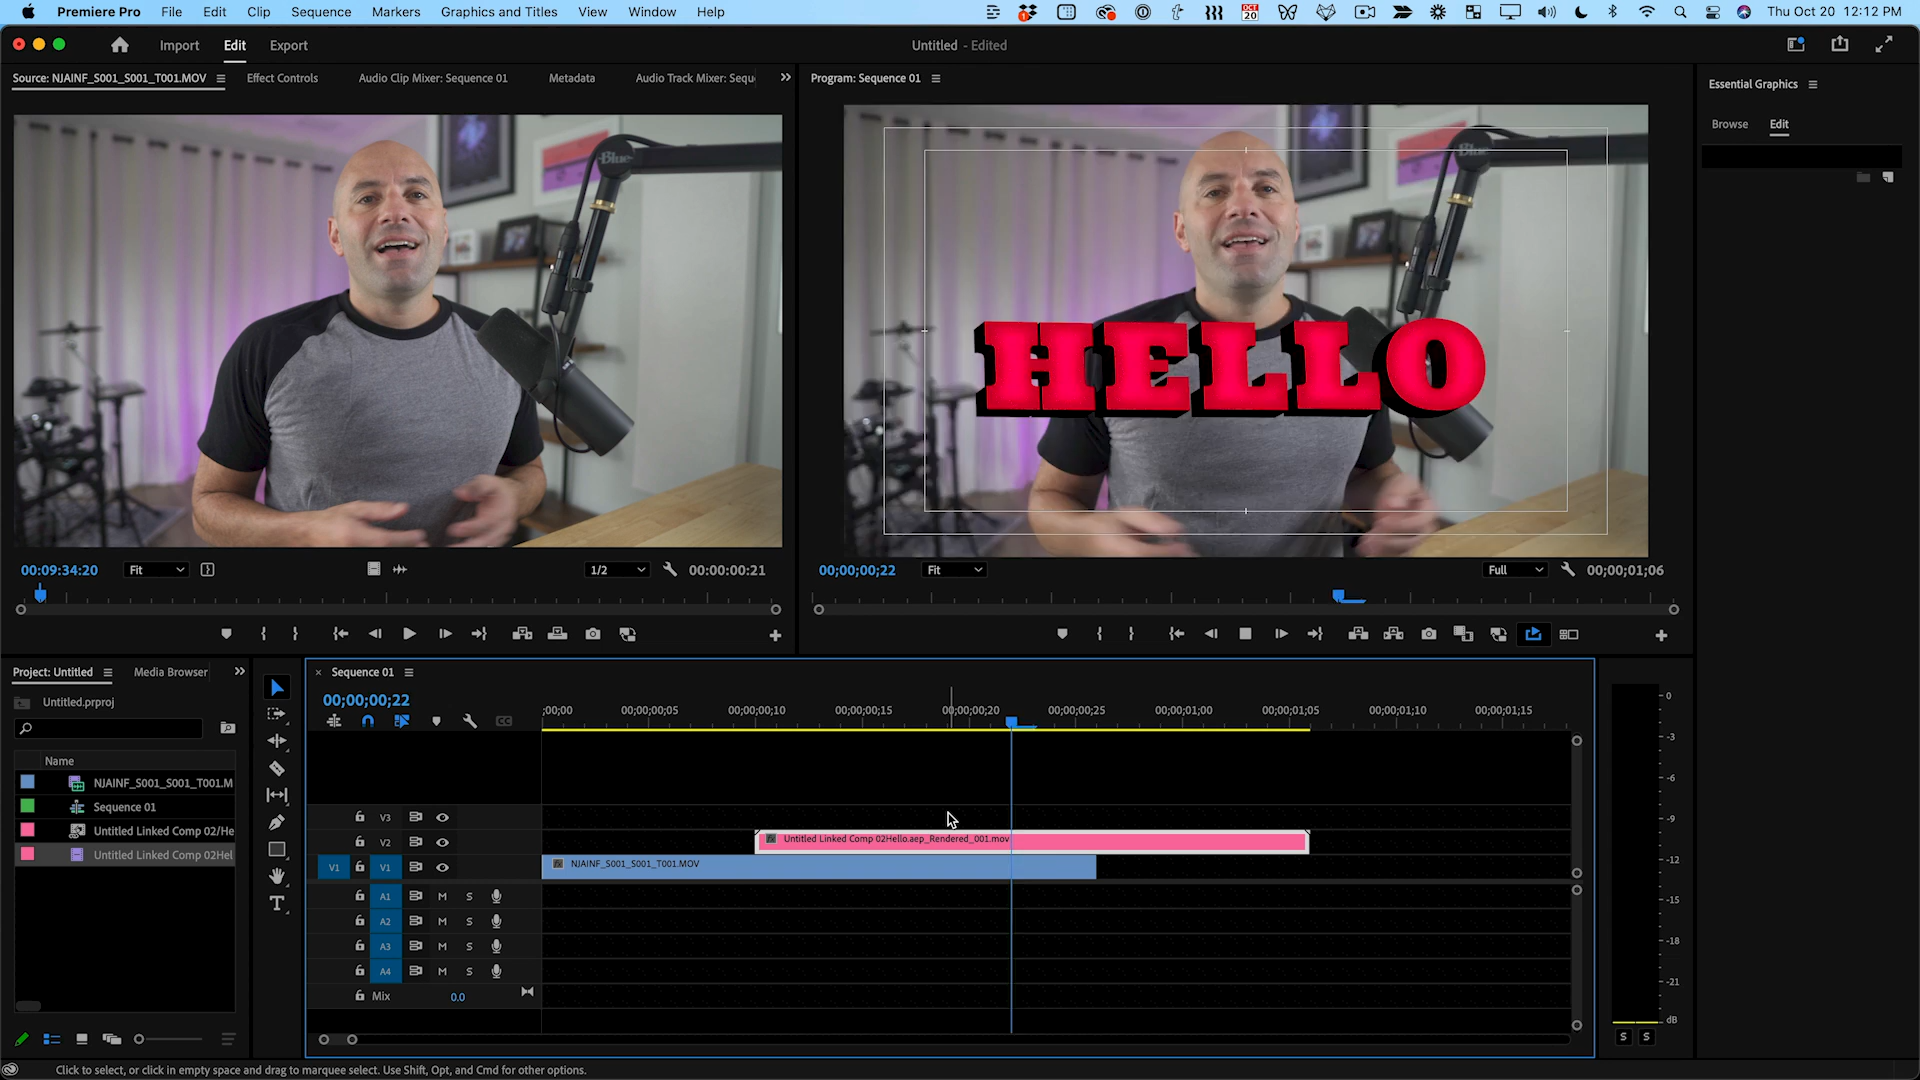 Premiere Pro File Edit Clip Sequence Markers Graphics and Titles View Window Help OCT 20 Thu Oct 20 12:12 PM
Import Edit Export Untitled - Edited
Source: NJAINF_S001_S001_T001.MOV Effect Controls Audio Clip Mixer: Sequence 01 Metadata Audio Track Mixer: Sequ
Program: Sequence 01
Essential Graphics
Browse Edit
Blue
Blue
HELLO
00:09:34:20 Fit 1/2 00:00:00:21
00;00;00;22 Fit Full 00;00;01;06
Project: Untitled Media Browser
Untitled.prproj
Name
NJAINF_S001_S001_T001.M
Sequence 01
Untitled Linked Comp 02/He
Untitled Linked Comp 02Hel
× Sequence 01
00;00;00;22
CC
;00;00 00;00;00;05 00;00;00;10 00;00;00;15 00;00;00;20 00;00;00;25 00;00;01;00 00;00;01;05 00;00;01;10 00;00;01;15
V3
V2 Untitled Linked Comp 02Hello.aep_Rendered_001.mov
V1 V1 NJAINF_S001_S001_T001.MOV
A1 M S
A2 M S
A3 M S
A4 M S
Mix 0.0
0
-3
-6
-9
-12
-15
-18
-21
dB
S S
Click to select, or click in empty space and drag to marquee select. Use Shift, Opt, and Cmd for other options.